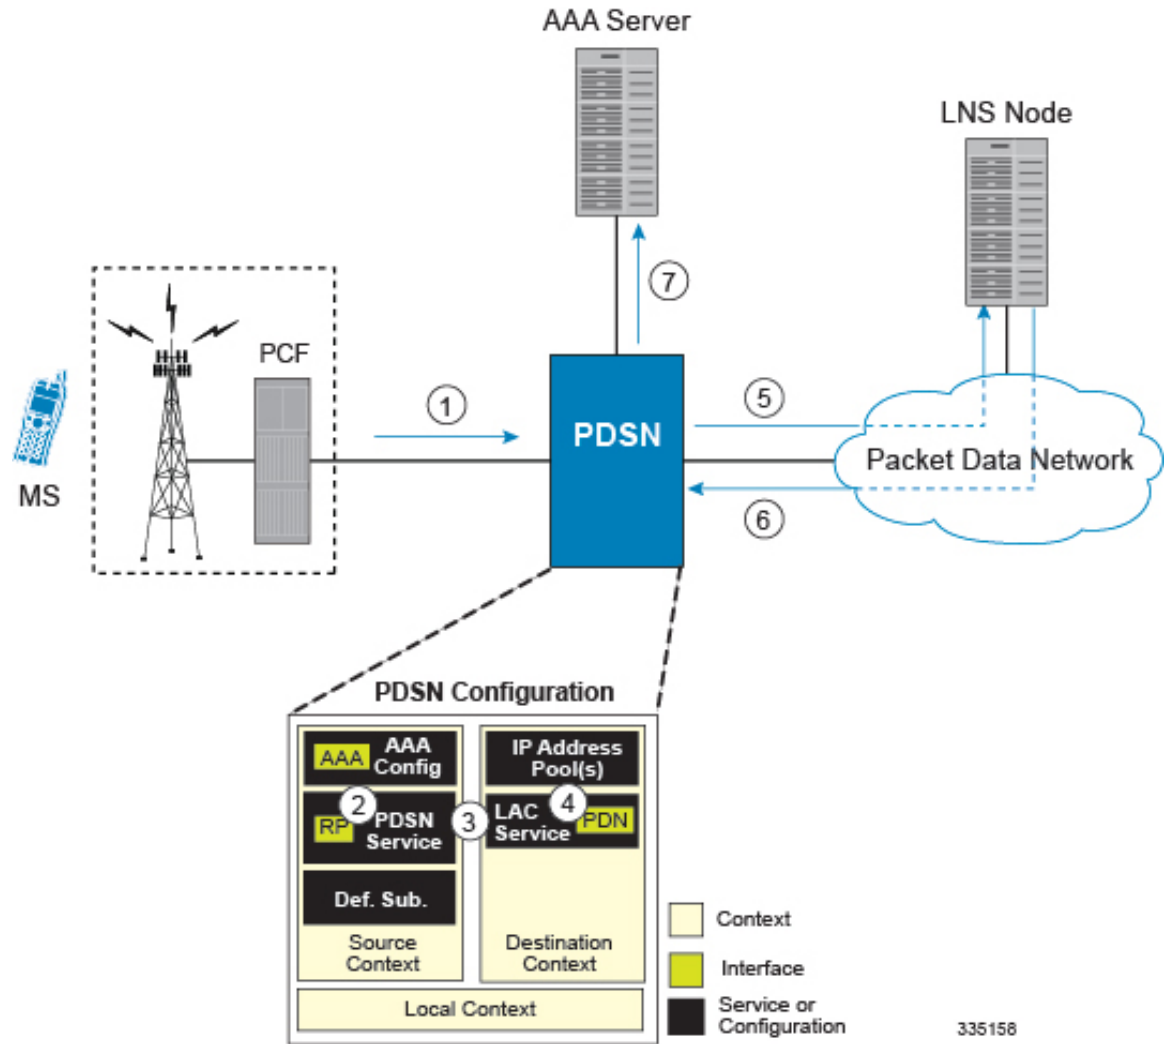 AAA Server
LNS Node
7
PCF
1
5
PDSN
Packet Data Network
MS
6
PDSN Configuration
AAA
AAA
Config
IP Address
Pool(s)
2
3
4
RP
PDSN
Service
LAC
Service
PDN
Def. Sub.
Source
Context
Destination
Context
Local Context
Context
Interface
Service or
Configuration
335158